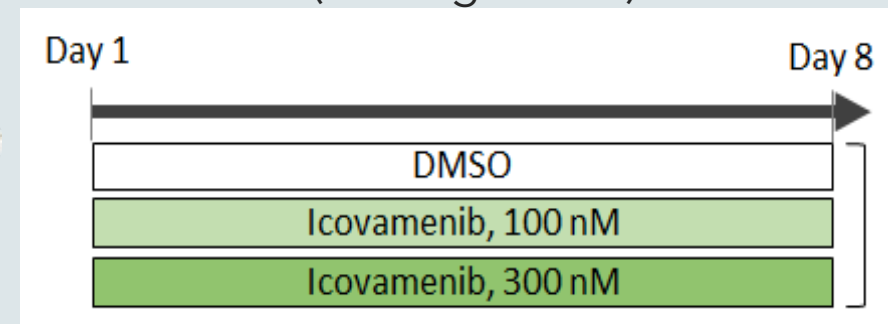 Day 1
Day 8
DMSO
Icovamenib, 100 nM
Icovamenib, 300 nM